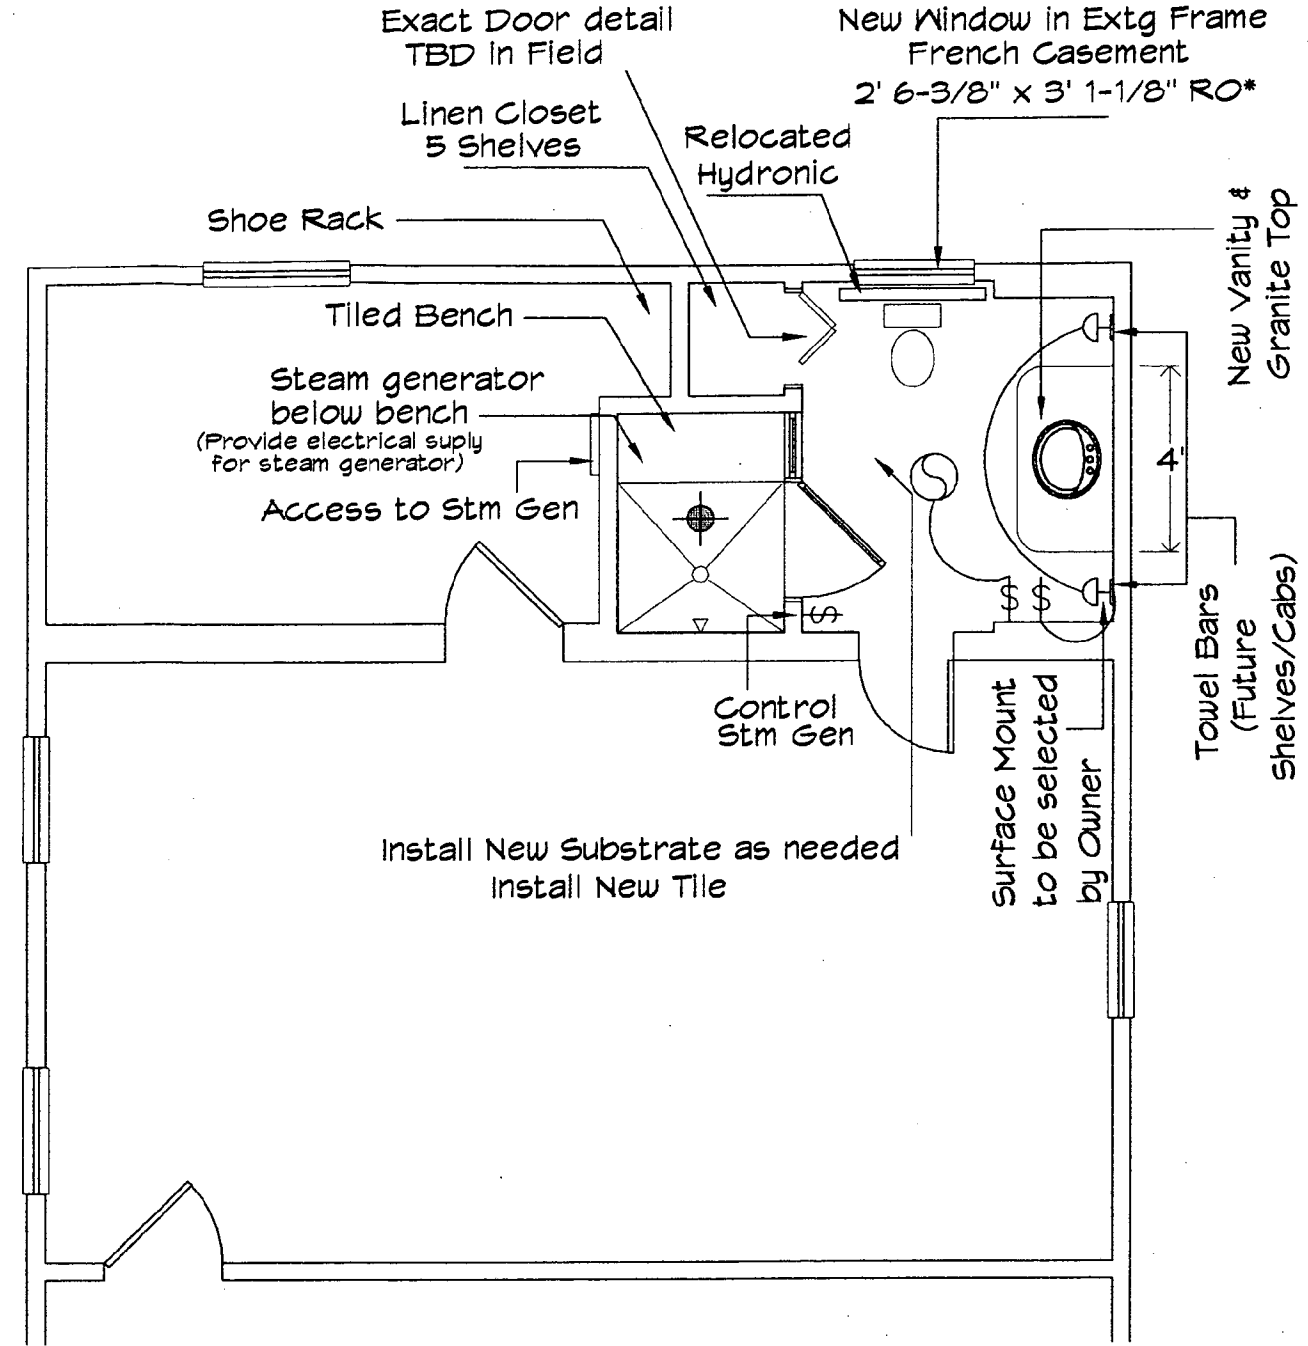 Exact Door detail
TBD in Field
New Window in Extg Frame
French Casement
2' 6-3/8" x 3' 1-1/8" RO*
Linen Closet
5 Shelves
Relocated
Hydronic
Shoe Rack
New Vanity &
Granite Top
Tiled Bench
Steam generator
below bench
(Provide electrical suply
for steam generator)
Access to Stm Gen
4'
$ $
$
Control
Stm Gen
Towel Bars
(Future
Shelves/Cabs)
Surface Mount
to be selected
by Owner
Install New Substrate as needed
Install New Tile